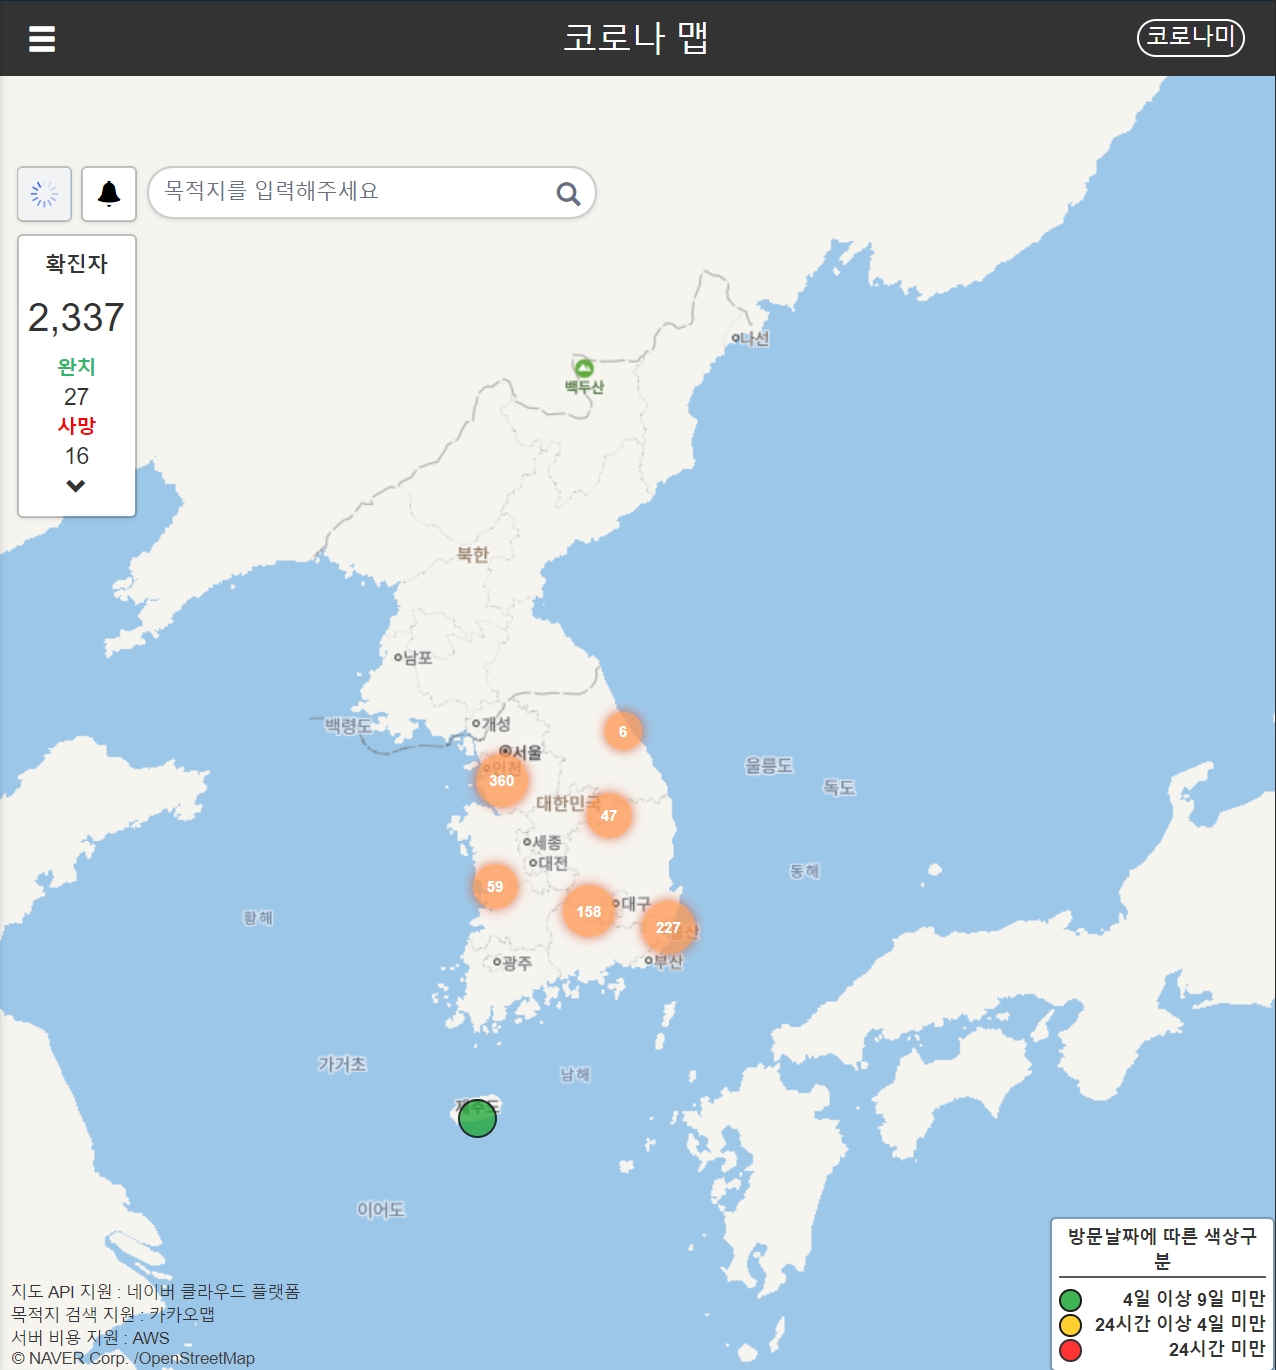 코로나 맵
코로나미
목적지를 입력해주세요
확진자
2,337
완치
27
사망
16
나선
백두산
북한
남포
백령도
개성
서울
인천
6
360
대한민국
47
울릉도
독도
세종
대전
동해
59
158
대구
227
황해
광주
부산
가거초
남해
제주도
이어도
방문날짜에 따른 색상구
분
4일 이상 9일 미만
24시간 이상 4일 미만
24시간 미만
지도 API 지원 : 네이버 클라우드 플랫폼
목적지 검색 지원 : 카카오맵
서버 비용 지원 : AWS
© NAVER Corp. /OpenStreetMap